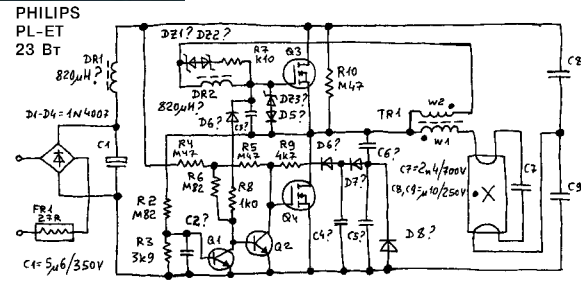 PHILIPS
PL-ET
23 Вт
DZ1? DZ2?
R7
k10
Q3
DR1
820µH?
DR2
820µH?
R10
M47
C8
DZ3?
D5?
D6?
C3?
TR1
W2
W1
D1-D4=1N4007
C1
R4
M47
R5
M47
R9
4k7
D6?
C6?
R6
M82
D7?
C7=2n4/700V
C8, C9=µ10/250V
X
C7
C9
FR1
27R
R2
M82
R8
1k0
Q4
C2?
R3
3k9
Q1
Q2
C4?
C5?
D8?
C1=5µ6/350V